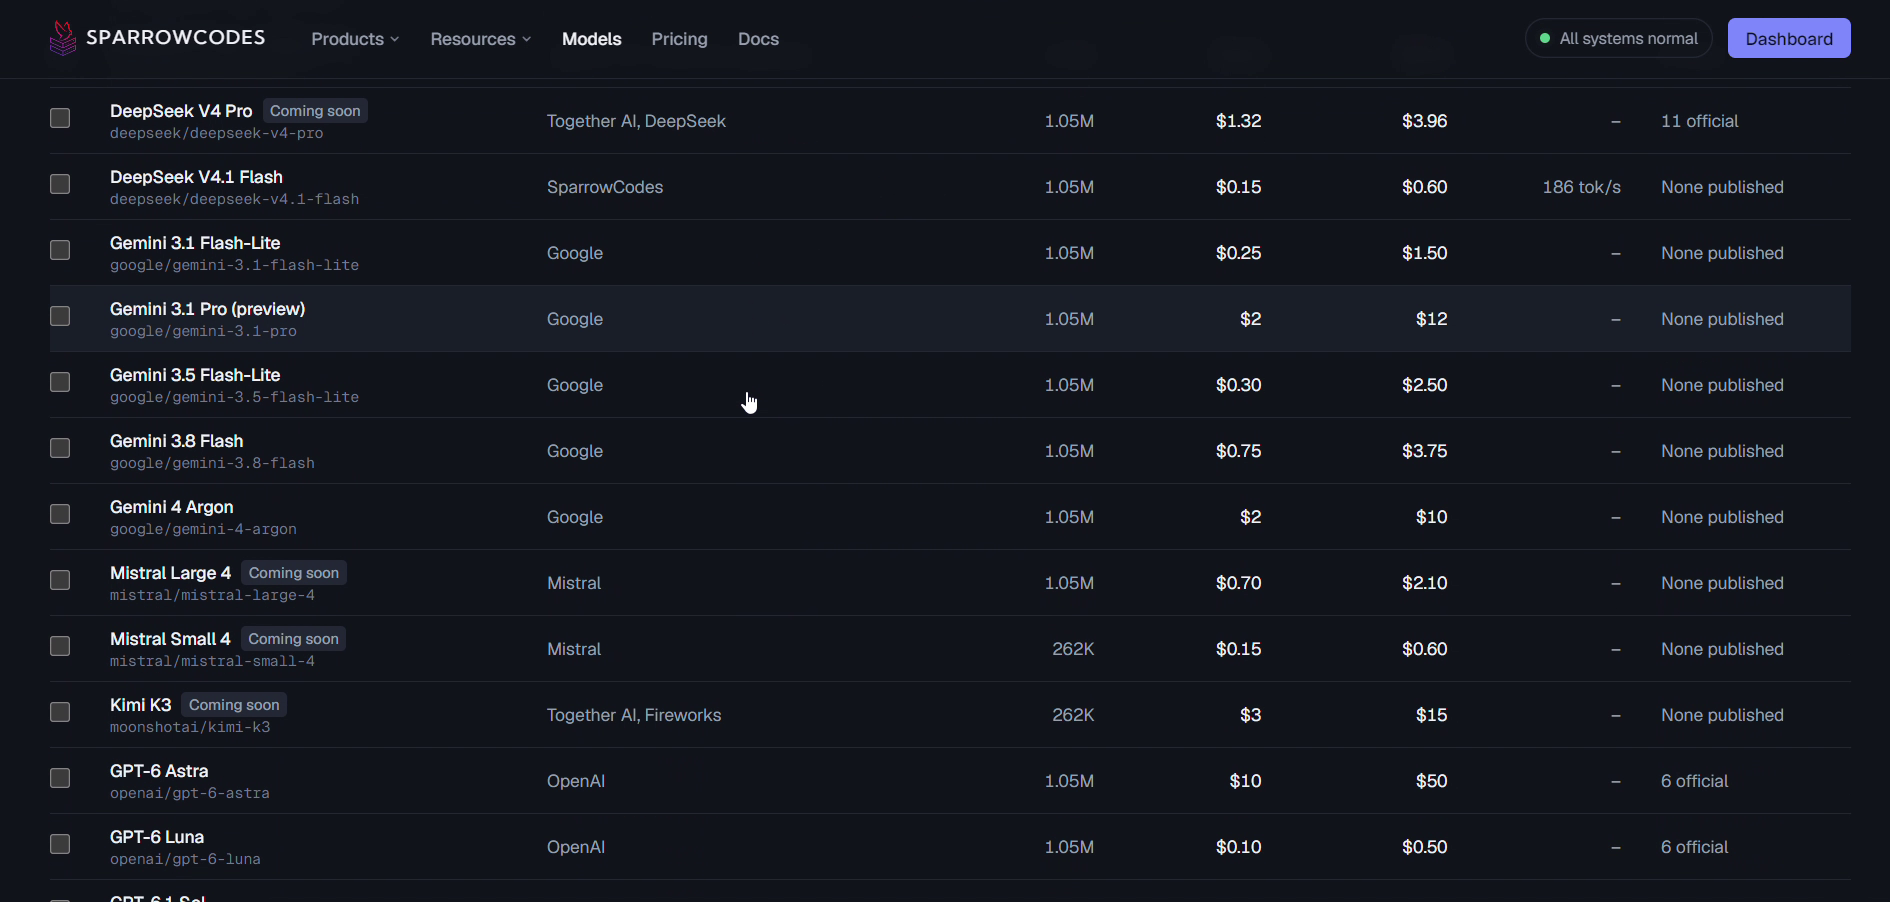 SPARROWCODES Products Resources Models Pricing Docs All systems normal Dashboard
DeepSeek V4 Pro Coming soon
deepseek/deepseek-v4-pro
Together AI, DeepSeek 1.05M $1.32 $3.96 – 11 official
DeepSeek V4.1 Flash
deepseek/deepseek-v4.1-flash
SparrowCodes 1.05M $0.15 $0.60 186 tok/s None published
Gemini 3.1 Flash-Lite
google/gemini-3.1-flash-lite
Google 1.05M $0.25 $1.50 – None published
Gemini 3.1 Pro (preview)
google/gemini-3.1-pro
Google 1.05M $2 $12 – None published
Gemini 3.5 Flash-Lite
google/gemini-3.5-flash-lite
Google 1.05M $0.30 $2.50 – None published
Gemini 3.8 Flash
google/gemini-3.8-flash
Google 1.05M $0.75 $3.75 – None published
Gemini 4 Argon
google/gemini-4-argon
Google 1.05M $2 $10 – None published
Mistral Large 4 Coming soon
mistral/mistral-large-4
Mistral 1.05M $0.70 $2.10 – None published
Mistral Small 4 Coming soon
mistral/mistral-small-4
Mistral 262K $0.15 $0.60 – None published
Kimi K3 Coming soon
moonshotai/kimi-k3
Together AI, Fireworks 262K $3 $15 – None published
GPT-6 Astra
openai/gpt-6-astra
OpenAI 1.05M $10 $50 – 6 official
GPT-6 Luna
openai/gpt-6-luna
OpenAI 1.05M $0.10 $0.50 – 6 official